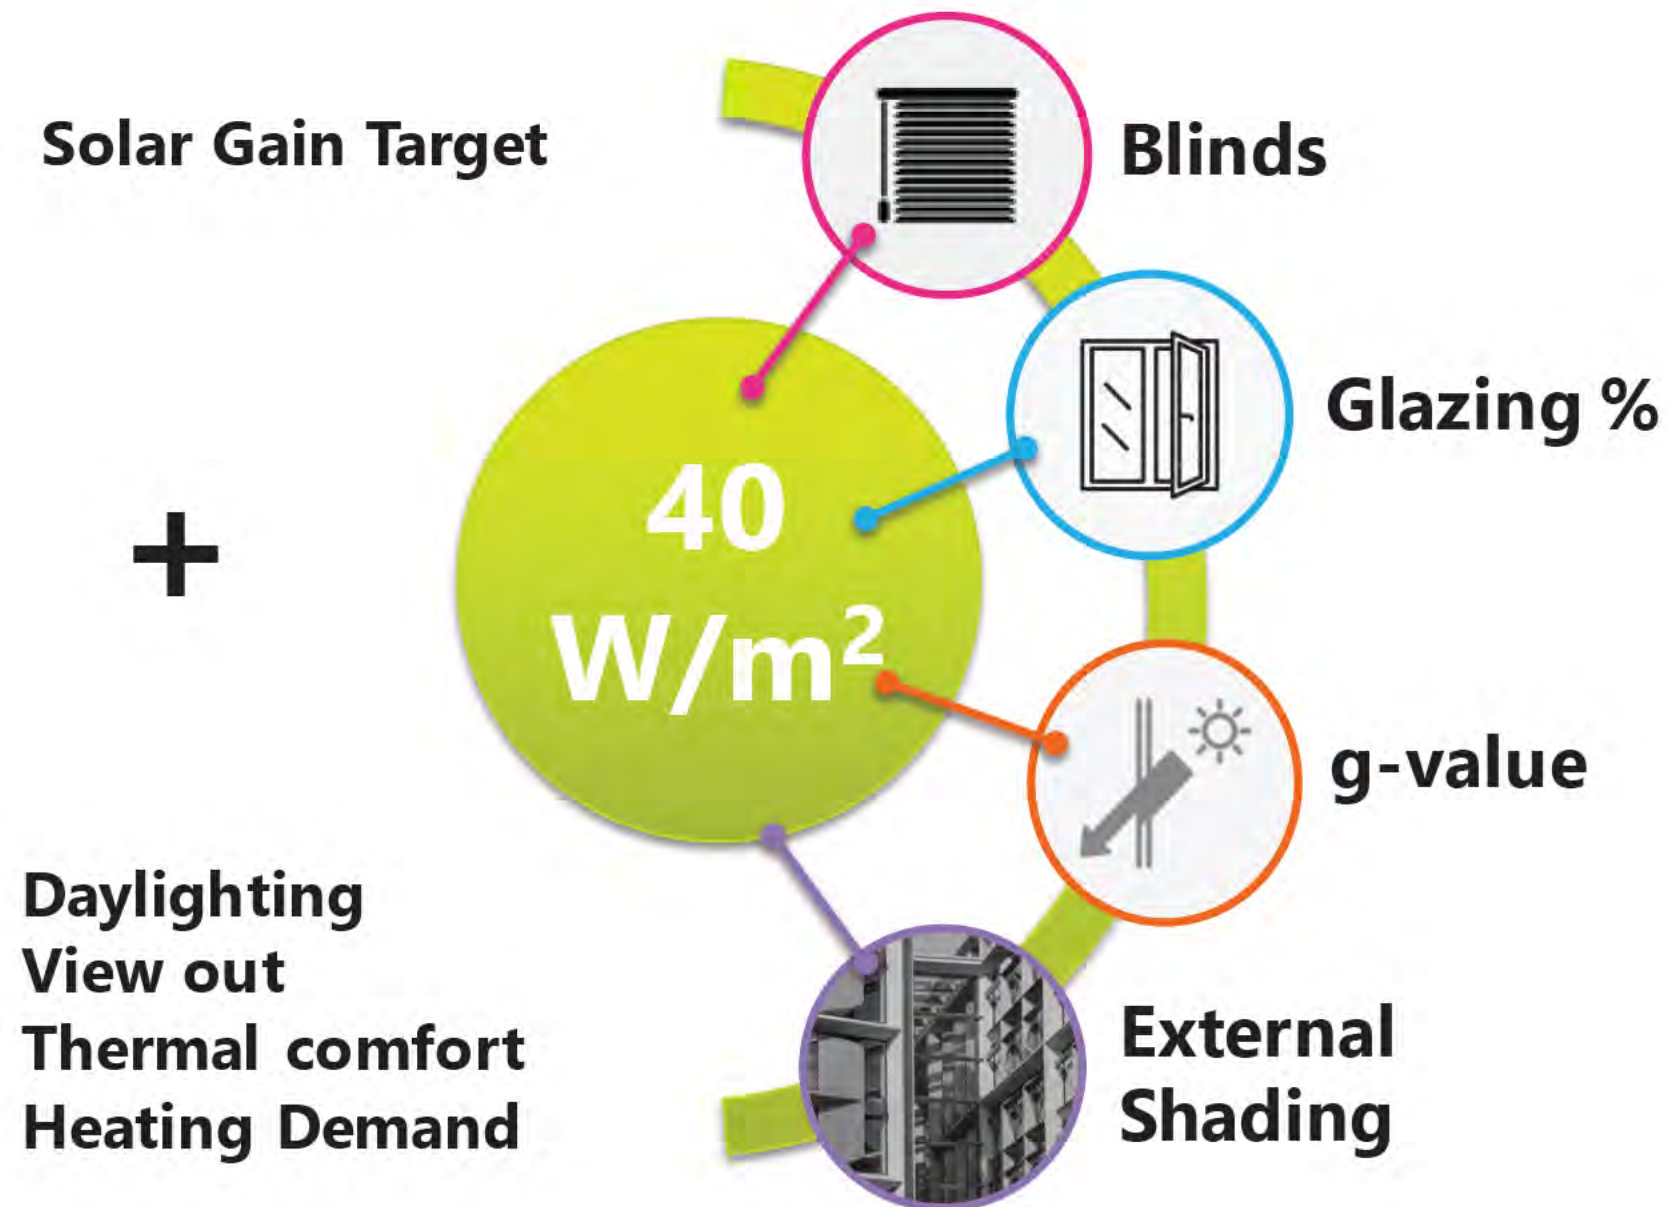 Solar Gain Target
+
Daylighting
View out
Thermal comfort
Heating Demand
40
W/m²
Blinds
Glazing %
g-value
External
Shading